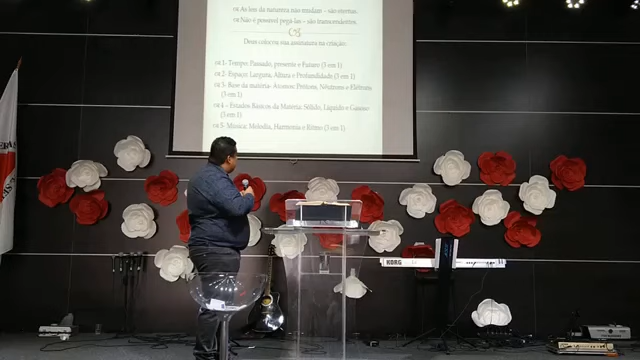 As leis da natureza não mudam – são eternas.
Não é possível pegá-las – são transcendentes.
Deus colocou sua assinatura na criação:
1- Tempo: Passado, presente e Futuro (3 em 1)
2- Espaço: Largura, Altura e Profundidade (3 em 1)
3- Base da matéria- Átomos: Prótons, Nêutrons e Elétrons
(3 em 1)
4 – Estados Básicos da Matéria: Sólido, Líquido e Gasoso
(3 em 1)
5- Música: Melodia, Harmonia e Ritmo (3 em 1)
KORG